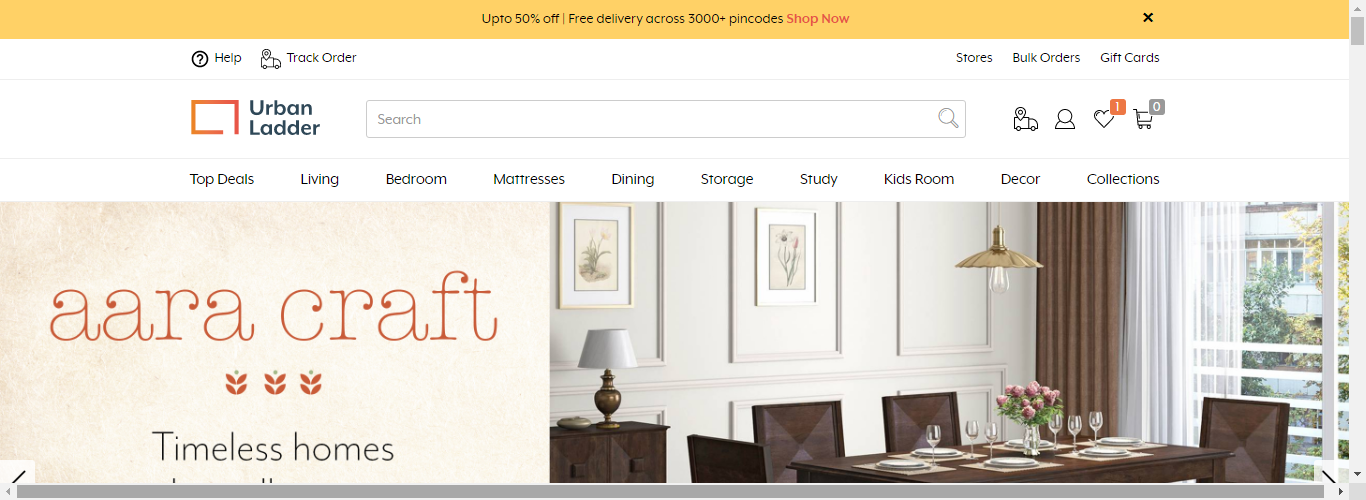 Upto 50% off | Free delivery across 3000+ pincodes Shop Now ✕
Help Track Order Stores Bulk Orders Gift Cards
Urban
Ladder
Search
1 0
Top Deals Living Bedroom Mattresses Dining Storage Study Kids Room Decor Collections
aara craft
Timeless homes